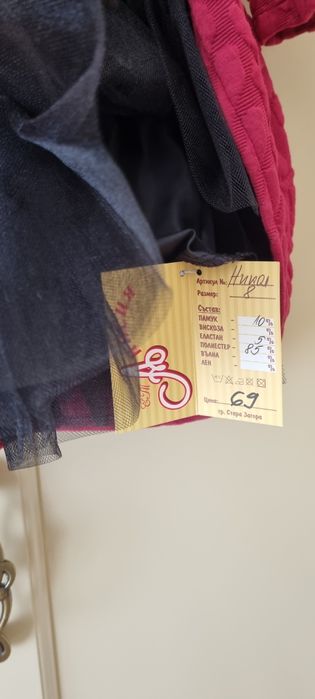 Артикул №: Никол
Размер: 8
Състав:
ПАМУК - 10 %
ВИСКОЗА - %
ЕЛАСТАН - 5 %
ПОЛИЕСТЕР - 85 %
ВЪЛНА - %
ЛЕН %
Цена: 69
гр. Стара Загора